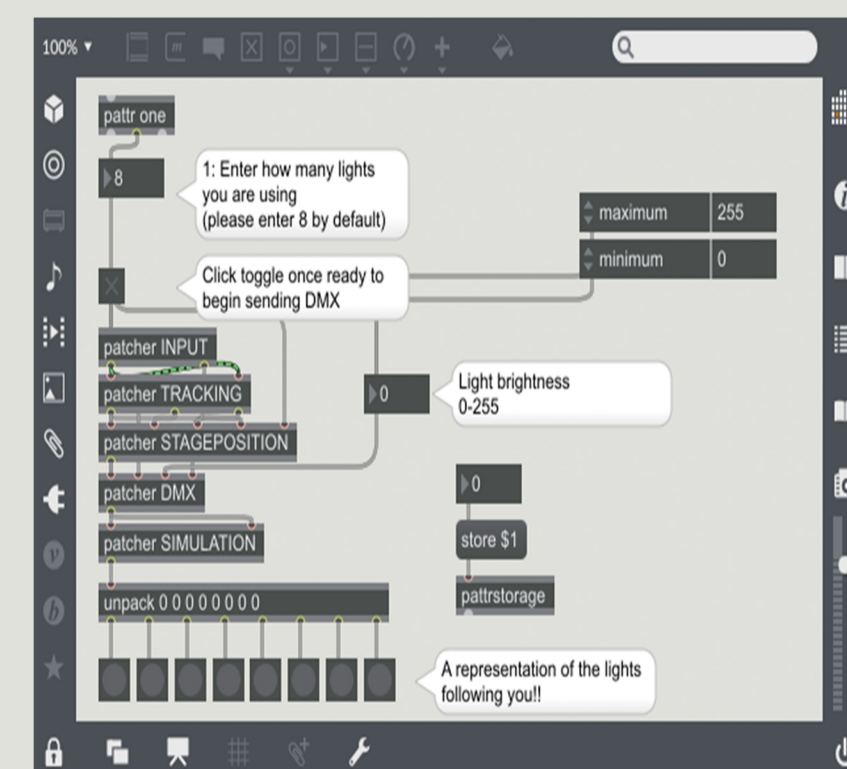 100%
pattr one
8
1: Enter how many lights
you are using
(please enter 8 by default)
maximum 255
minimum 0
Click toggle once ready to
begin sending DMX
patcher INPUT
patcher TRACKING
0
Light brightness
0-255
patcher STAGEPOSITION
patcher DMX
0
patcher SIMULATION
store $1
unpack 0 0 0 0 0 0 0 0
pattrstorage
A representation of the lights
following you!!